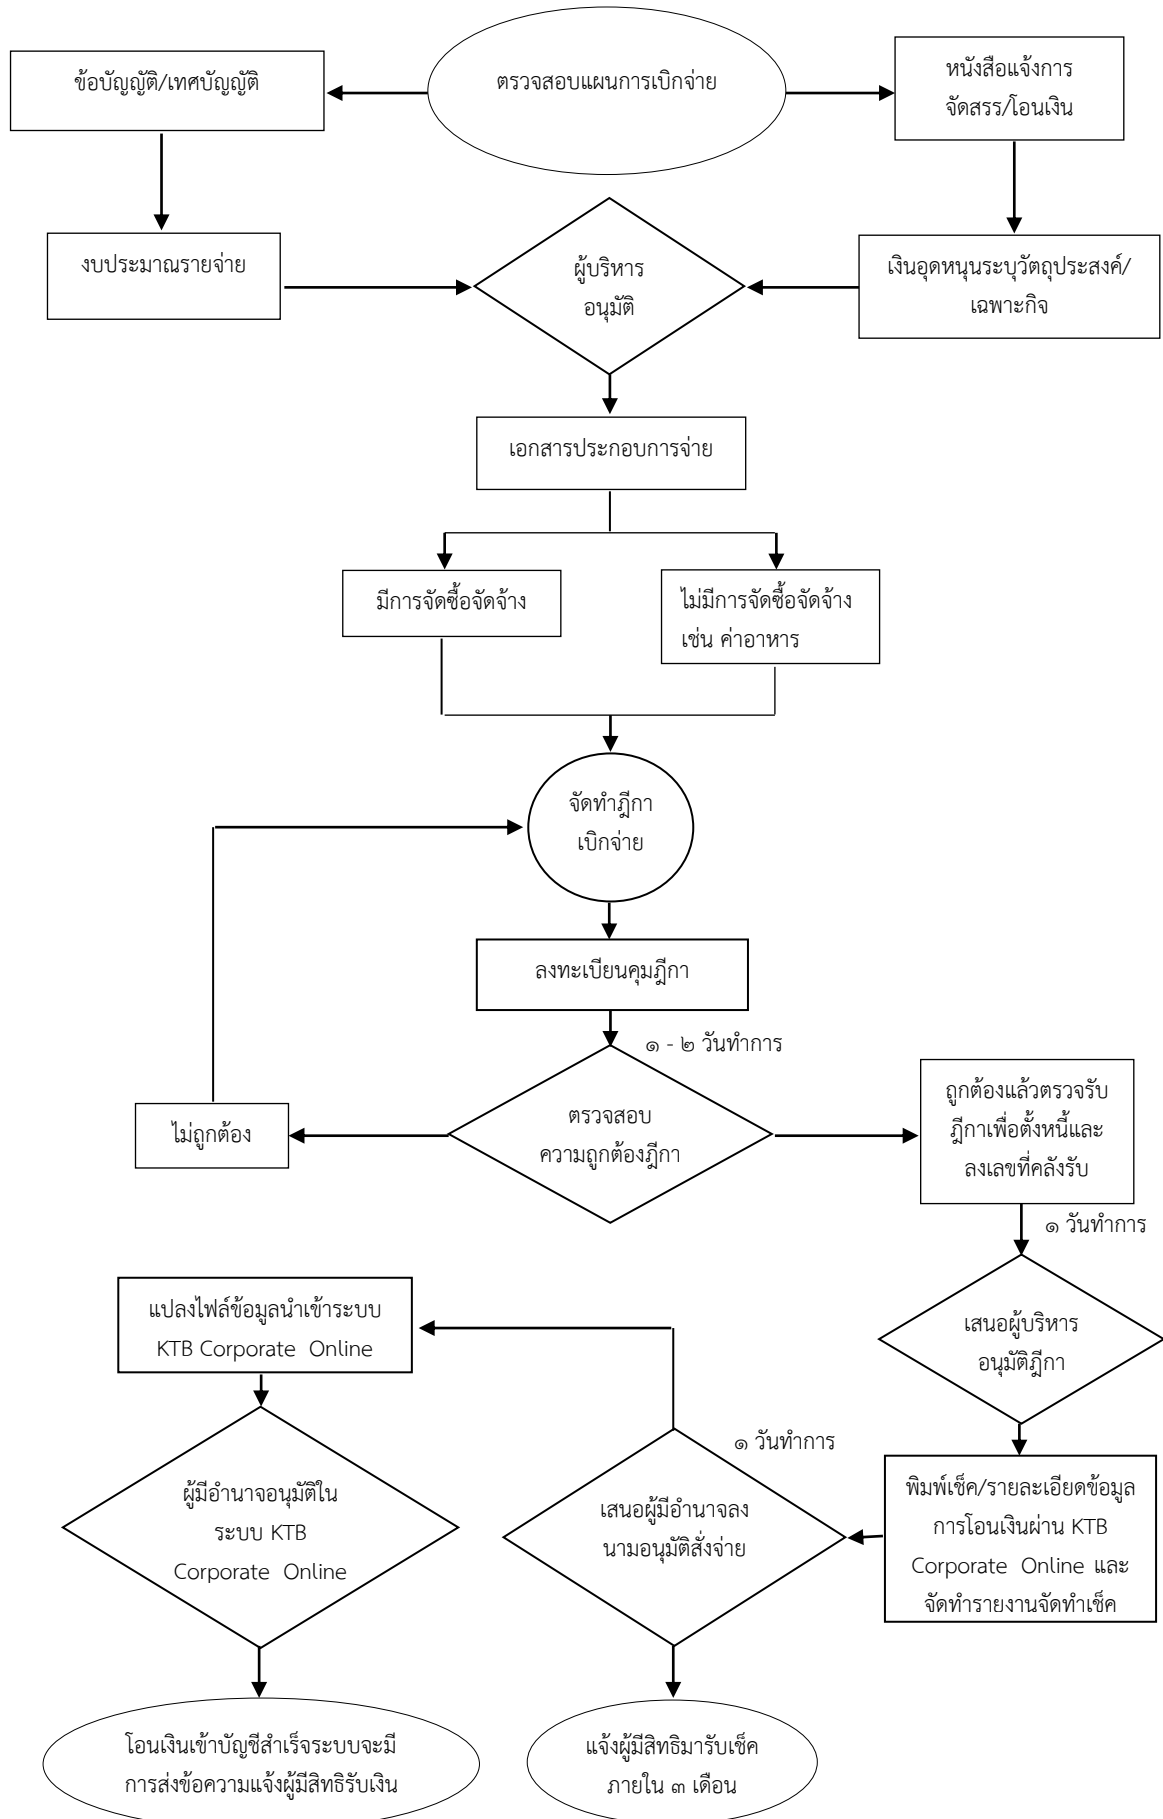 ตรวจสอบแผนการเบิกจ่าย
ข้อบัญญัติ/เทศบัญญัติ
หนังสือแจ้งการ
จัดสรร/โอนเงิน
งบประมาณรายจ่าย
ผู้บริหาร
อนุมัติ
เงินอุดหนุนระบุวัตถุประสงค์/
เฉพาะกิจ
เอกสารประกอบการจ่าย
มีการจัดซื้อจัดจ้าง
ไม่มีการจัดซื้อจัดจ้าง
เช่น ค่าอาหาร
จัดทำฎีกา
เบิกจ่าย
ลงทะเบียนคุมฎีกา
๑ - ๒ วันทำการ
ตรวจสอบ
ความถูกต้องฎีกา
ไม่ถูกต้อง
ถูกต้องแล้วตรวจรับ
ฎีกาเพื่อตั้งหนี้และ
ลงเลขที่คลังรับ
๑ วันทำการ
เสนอผู้บริหาร
อนุมัติฎีกา
พิมพ์เช็ค/รายละเอียดข้อมูล
การโอนเงินผ่าน KTB
Corporate Online และ
จัดทำรายงานจัดทำเช็ค
๑ วันทำการ
เสนอผู้มีอำนาจลง
นามอนุมัติสั่งจ่าย
แปลงไฟล์ข้อมูลนำเข้าระบบ
KTB Corporate Online
ผู้มีอำนาจอนุมัติใน
ระบบ KTB
Corporate Online
โอนเงินเข้าบัญชีสำเร็จระบบจะมี
การส่งข้อความแจ้งผู้มีสิทธิรับเงิน
แจ้งผู้มีสิทธิมารับเช็ค
ภายใน ๓ เดือน